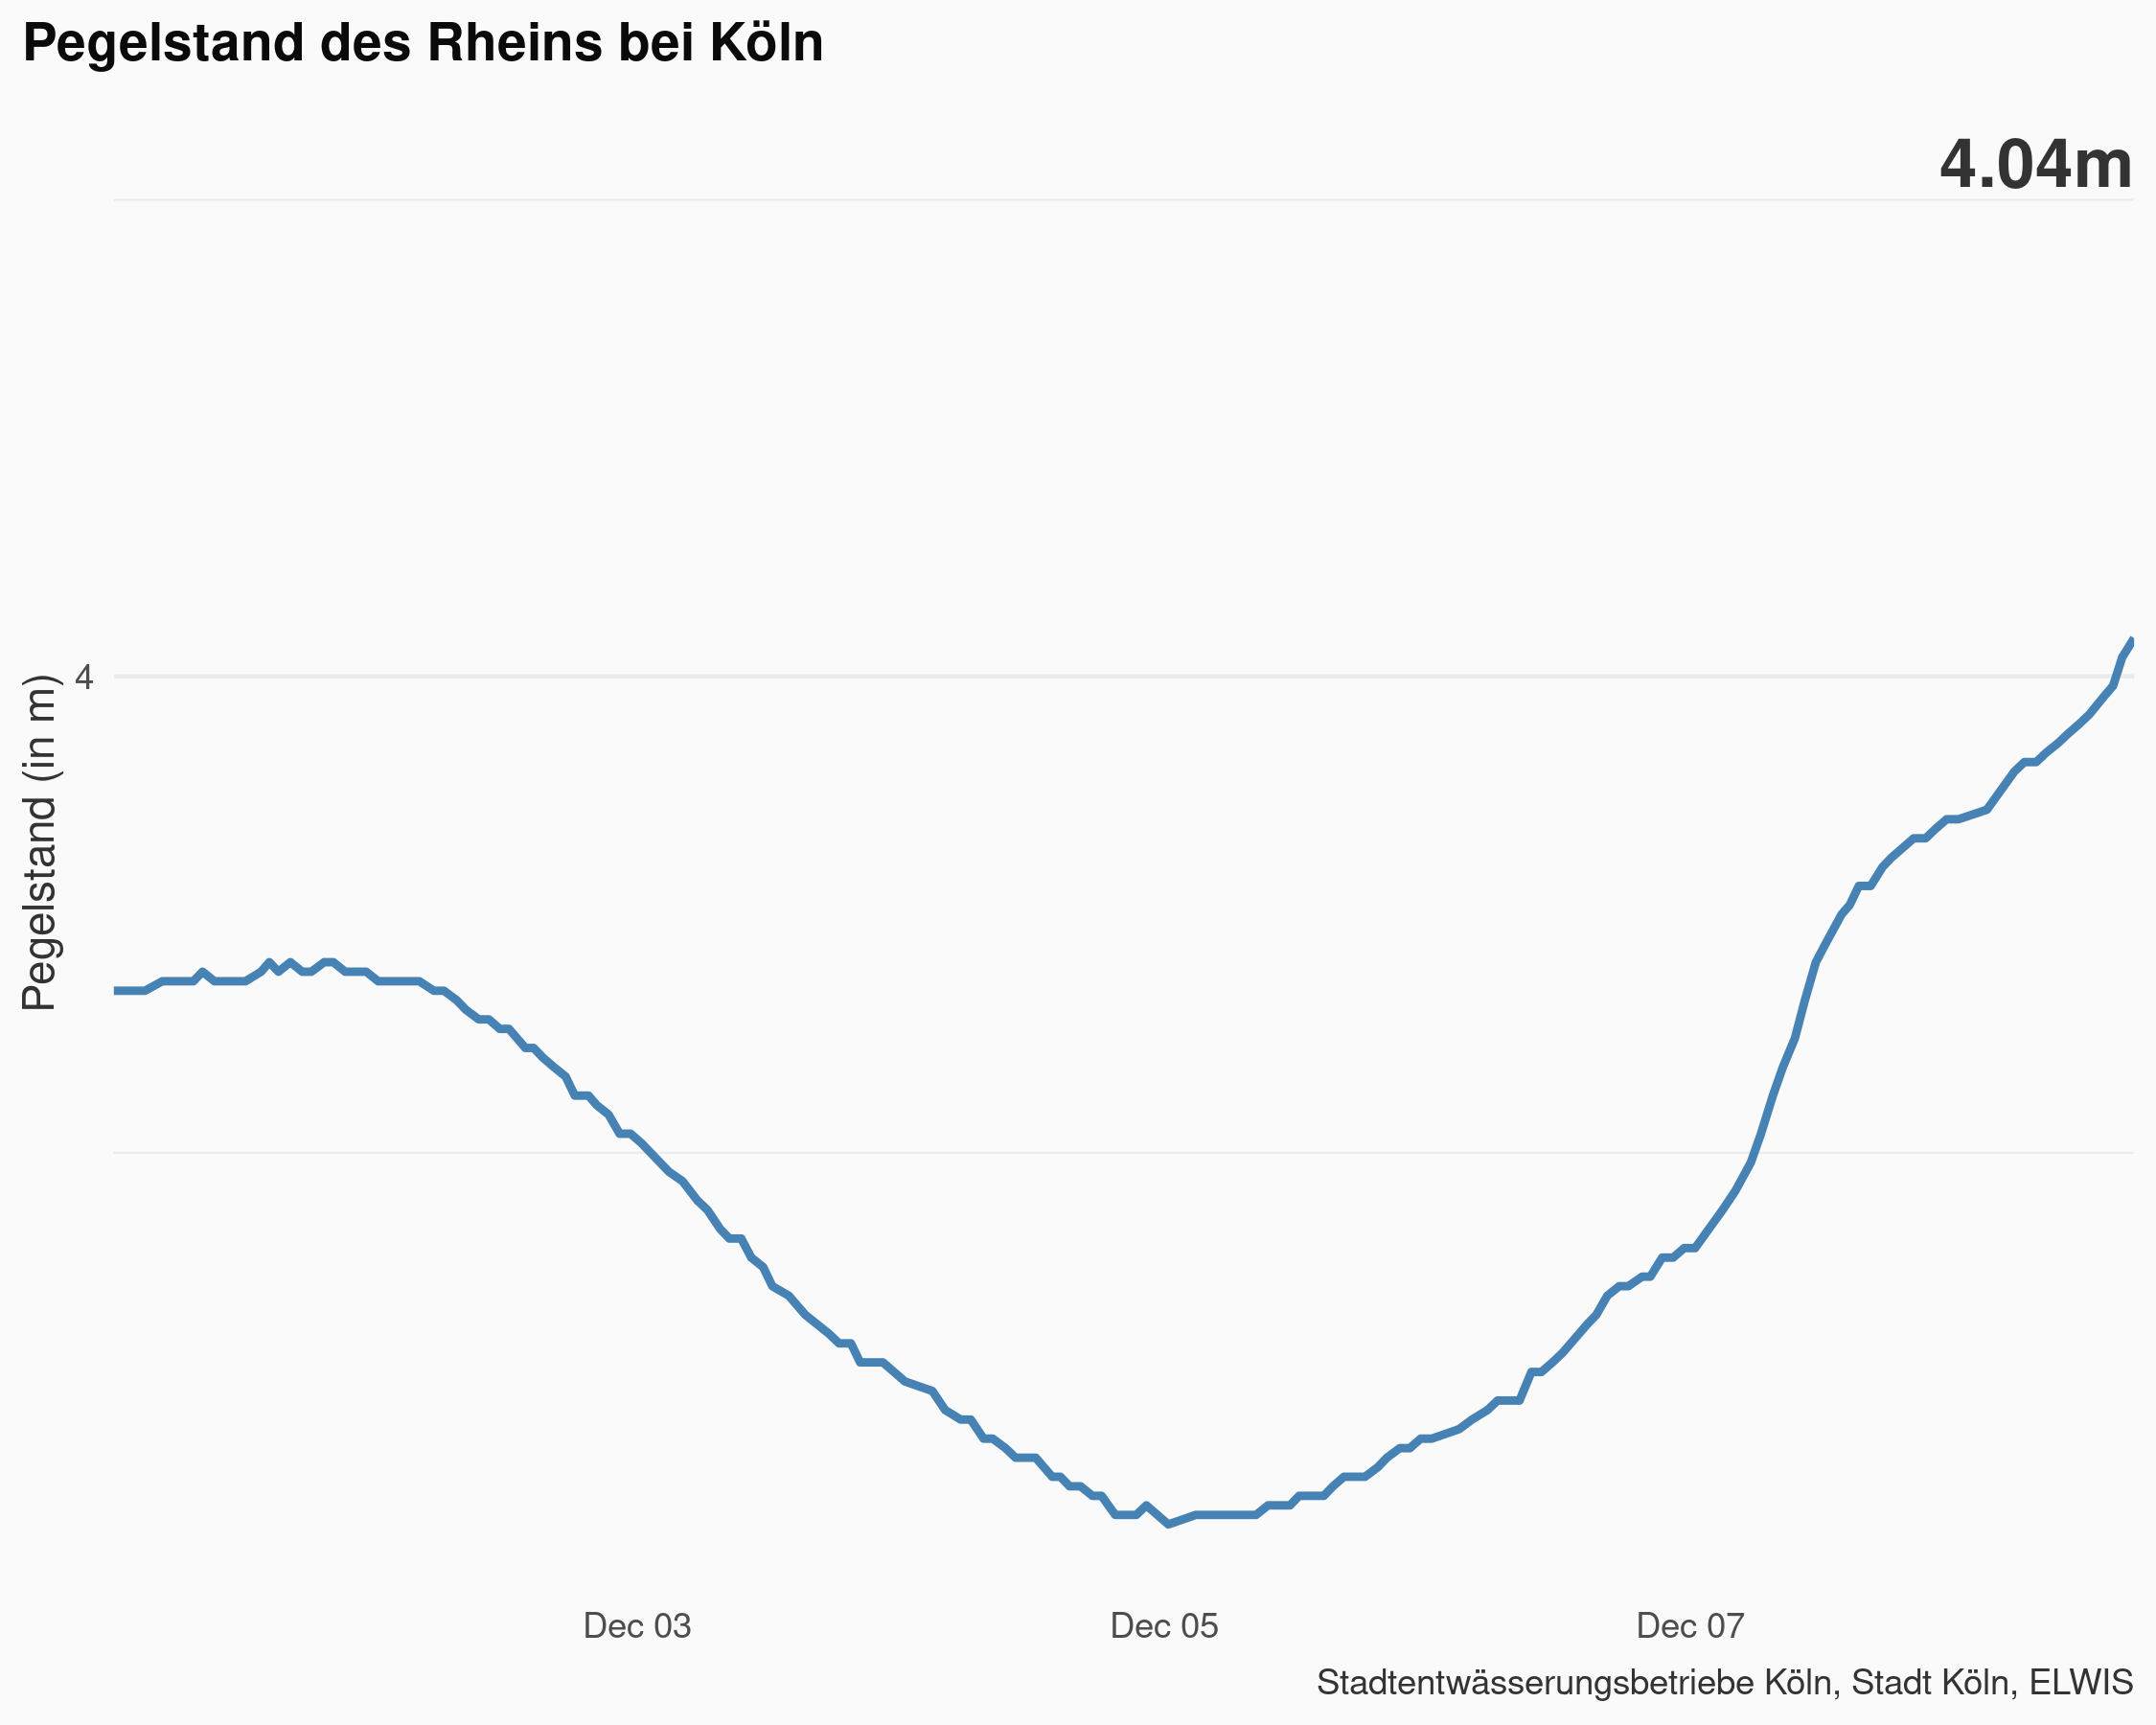 Pegelstand des Rheins bei Köln
4.04m
Pegelstand (in m)
4
Dec 03
Dec 05
Dec 07
Stadtentwässerungsbetriebe Köln, Stadt Köln, ELWIS